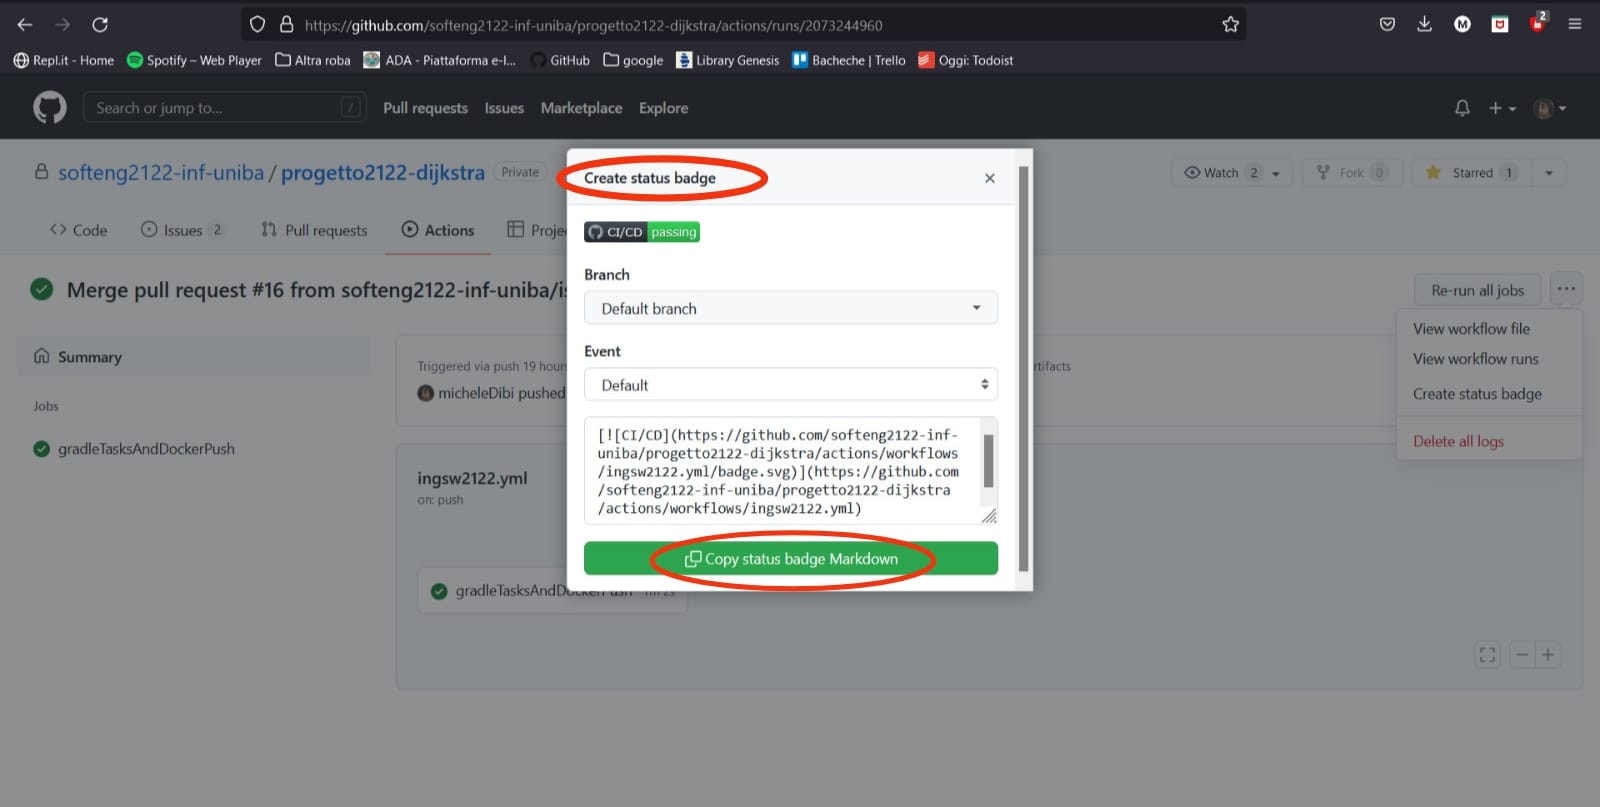 https://github.com/softeng2122-inf-uniba/progetto2122-dijkstra/actions/runs/2073244960
M
2
Repl.it - Home
Spotify – Web Player
Altra roba
ADA - Piattaforma e-l...
GitHub
google
Library Genesis
Bacheche | Trello
Oggi: Todoist
Search or jump to...
/
Pull requests
Issues
Marketplace
Explore
softeng2122-inf-uniba / progetto2122-dijkstra
Private
Watch 2
Fork 0
Starred 1
Code
Issues 2
Pull requests
Actions
Proje
Merge pull request #16 from softeng2122-inf-uniba/is
Re-run all jobs
...
View workflow file
View workflow runs
Create status badge
Delete all logs
Summary
Jobs
gradleTasksAndDockerPush
Triggered via push 19 hours
micheleDibi pushed
rtifacts
ingsw2122.yml
on: push
gradleTasksAndDockerPush
Create status badge
CI/CD passing
Branch
Default branch
Event
Default
[![CI/CD](https://github.com/softeng2122-inf-
uniba/progetto2122-dijkstra/actions/workflows
/ingsw2122.yml/badge.svg)](https://github.com
/softeng2122-inf-uniba/progetto2122-dijkstra
/actions/workflows/ingsw2122.yml)
Copy status badge Markdown